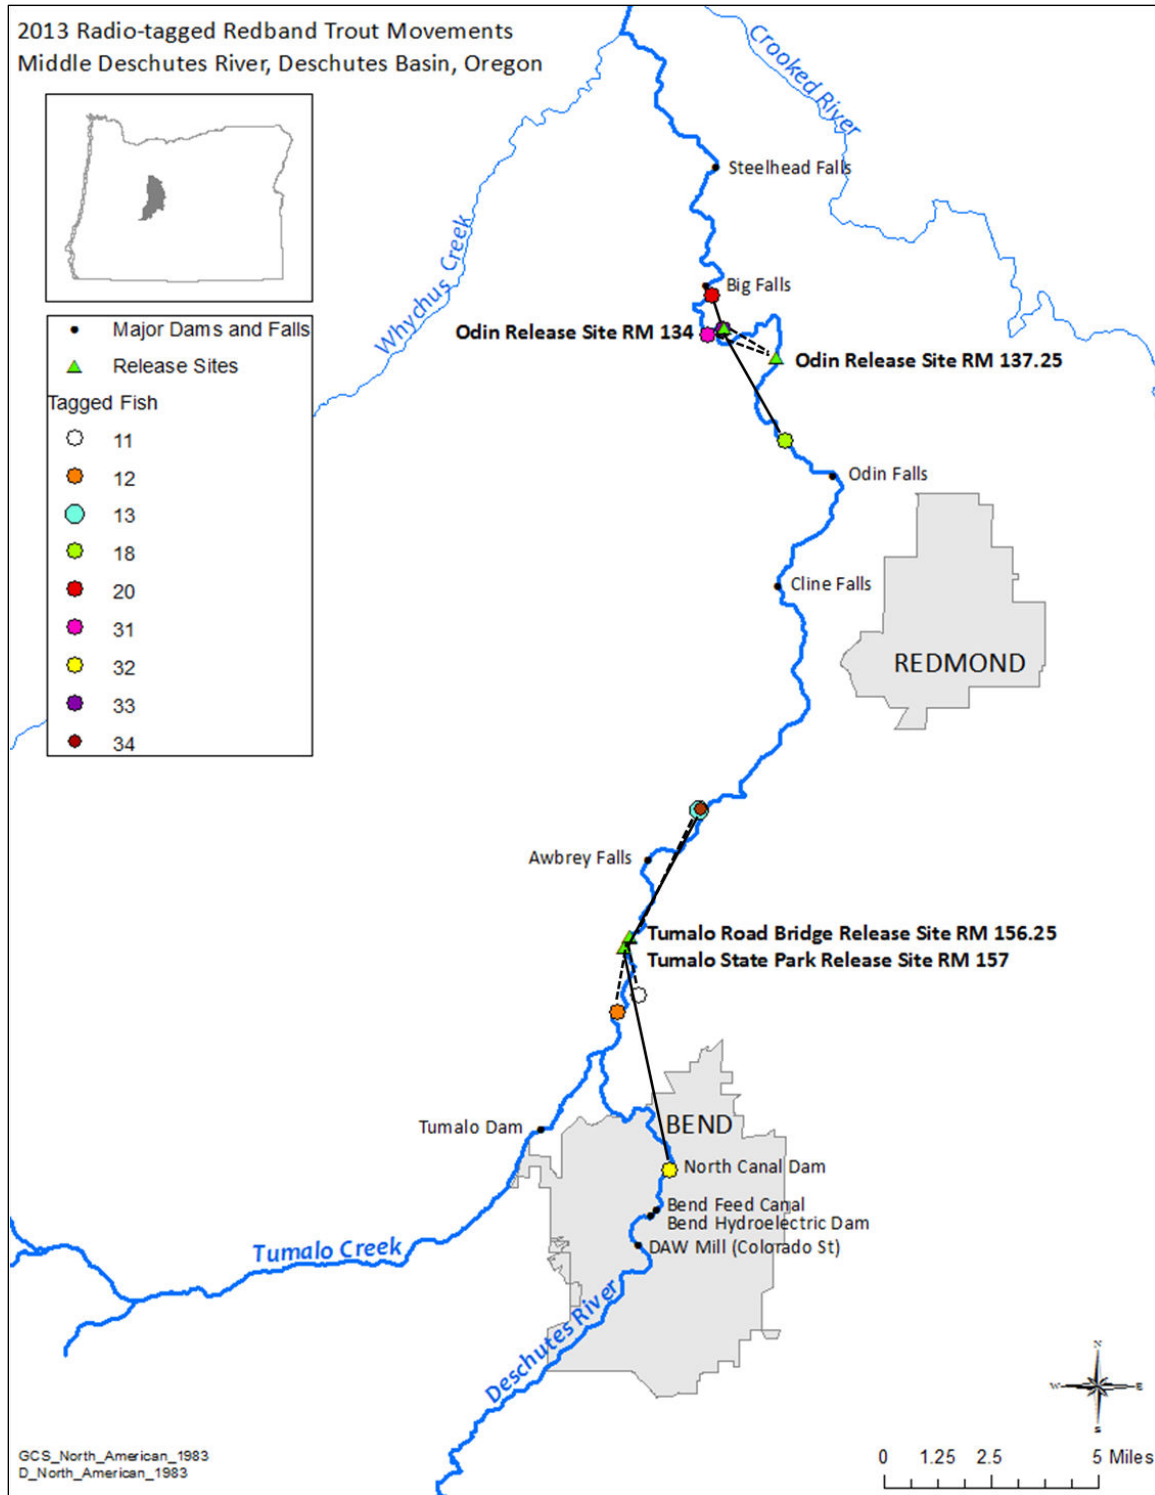 2013 Radio-tagged Redband Trout Movements
Middle Deschutes River, Deschutes Basin, Oregon
Crooked River
Steelhead Falls
Whychus Creek
Big Falls
Major Dams and Falls
Release Sites
Tagged Fish
11
12
13
18
20
31
32
33
34
Odin Release Site RM 134
Odin Release Site RM 137.25
Odin Falls
Cline Falls
REDMOND
Awbrey Falls
Tumalo Road Bridge Release Site RM 156.25
Tumalo State Park Release Site RM 157
BEND
Tumalo Dam
North Canal Dam
Bend Feed Canal
Bend Hydroelectric Dam
DAW Mill (Colorado St)
Tumalo Creek
Deschutes River
N
W E
S
GCS_North_American_1983
D_North_American_1983
0 1.25 2.5 5 Miles